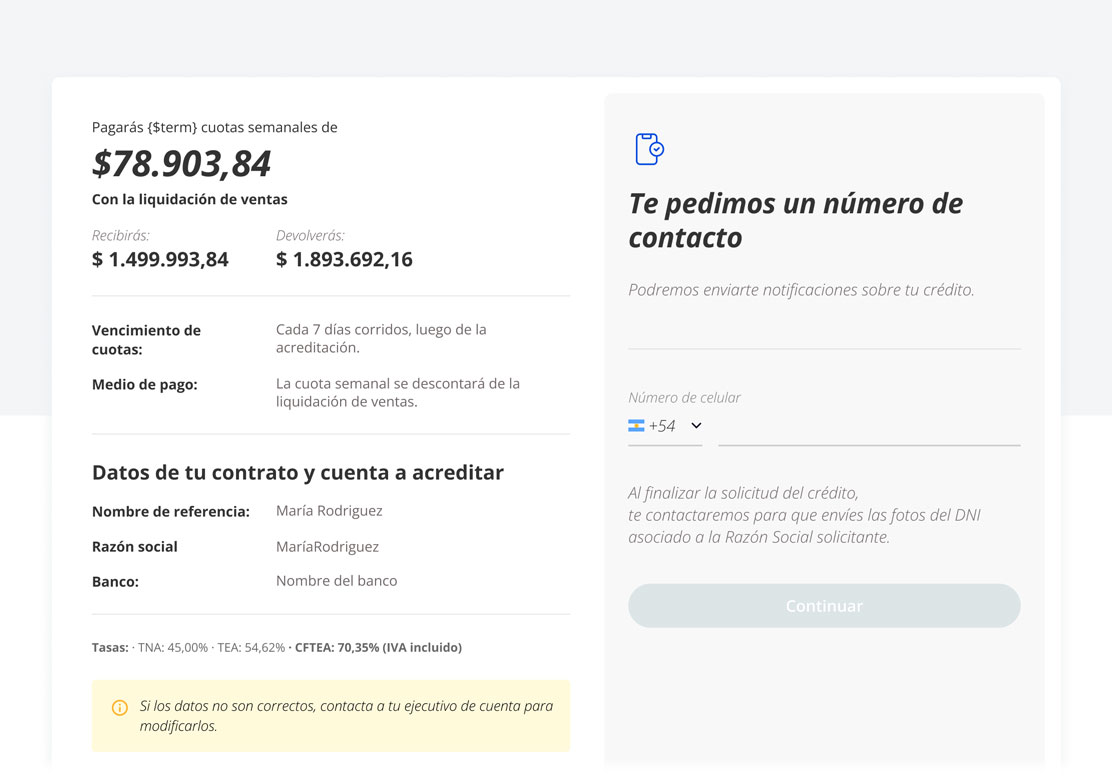 Pagarás {$term} cuotas semanales de
$78.903,84
Con la liquidación de ventas
Recibirás: Devolverás:
$ 1.499.993,84 $ 1.893.692,16
Vencimiento de
cuotas:
Cada 7 días corridos, luego de la
acreditación.
Medio de pago:
La cuota semanal se descontará de la
liquidación de ventas.
Datos de tu contrato y cuenta a acreditar
Nombre de referencia: María Rodriguez
Razón social MaríaRodriguez
Banco: Nombre del banco
Tasas: · TNA: 45,00% · TEA: 54,62% · CFTEA: 70,35% (IVA incluido)
Si los datos no son correctos, contacta a tu ejecutivo de cuenta para
modificarlos.
Te pedimos un número de
contacto
Podremos enviarte notificaciones sobre tu crédito.
Número de celular
+54
Al finalizar la solicitud del crédito,
te contactaremos para que envíes las fotos del DNI
asociado a la Razón Social solicitante.
Continuar